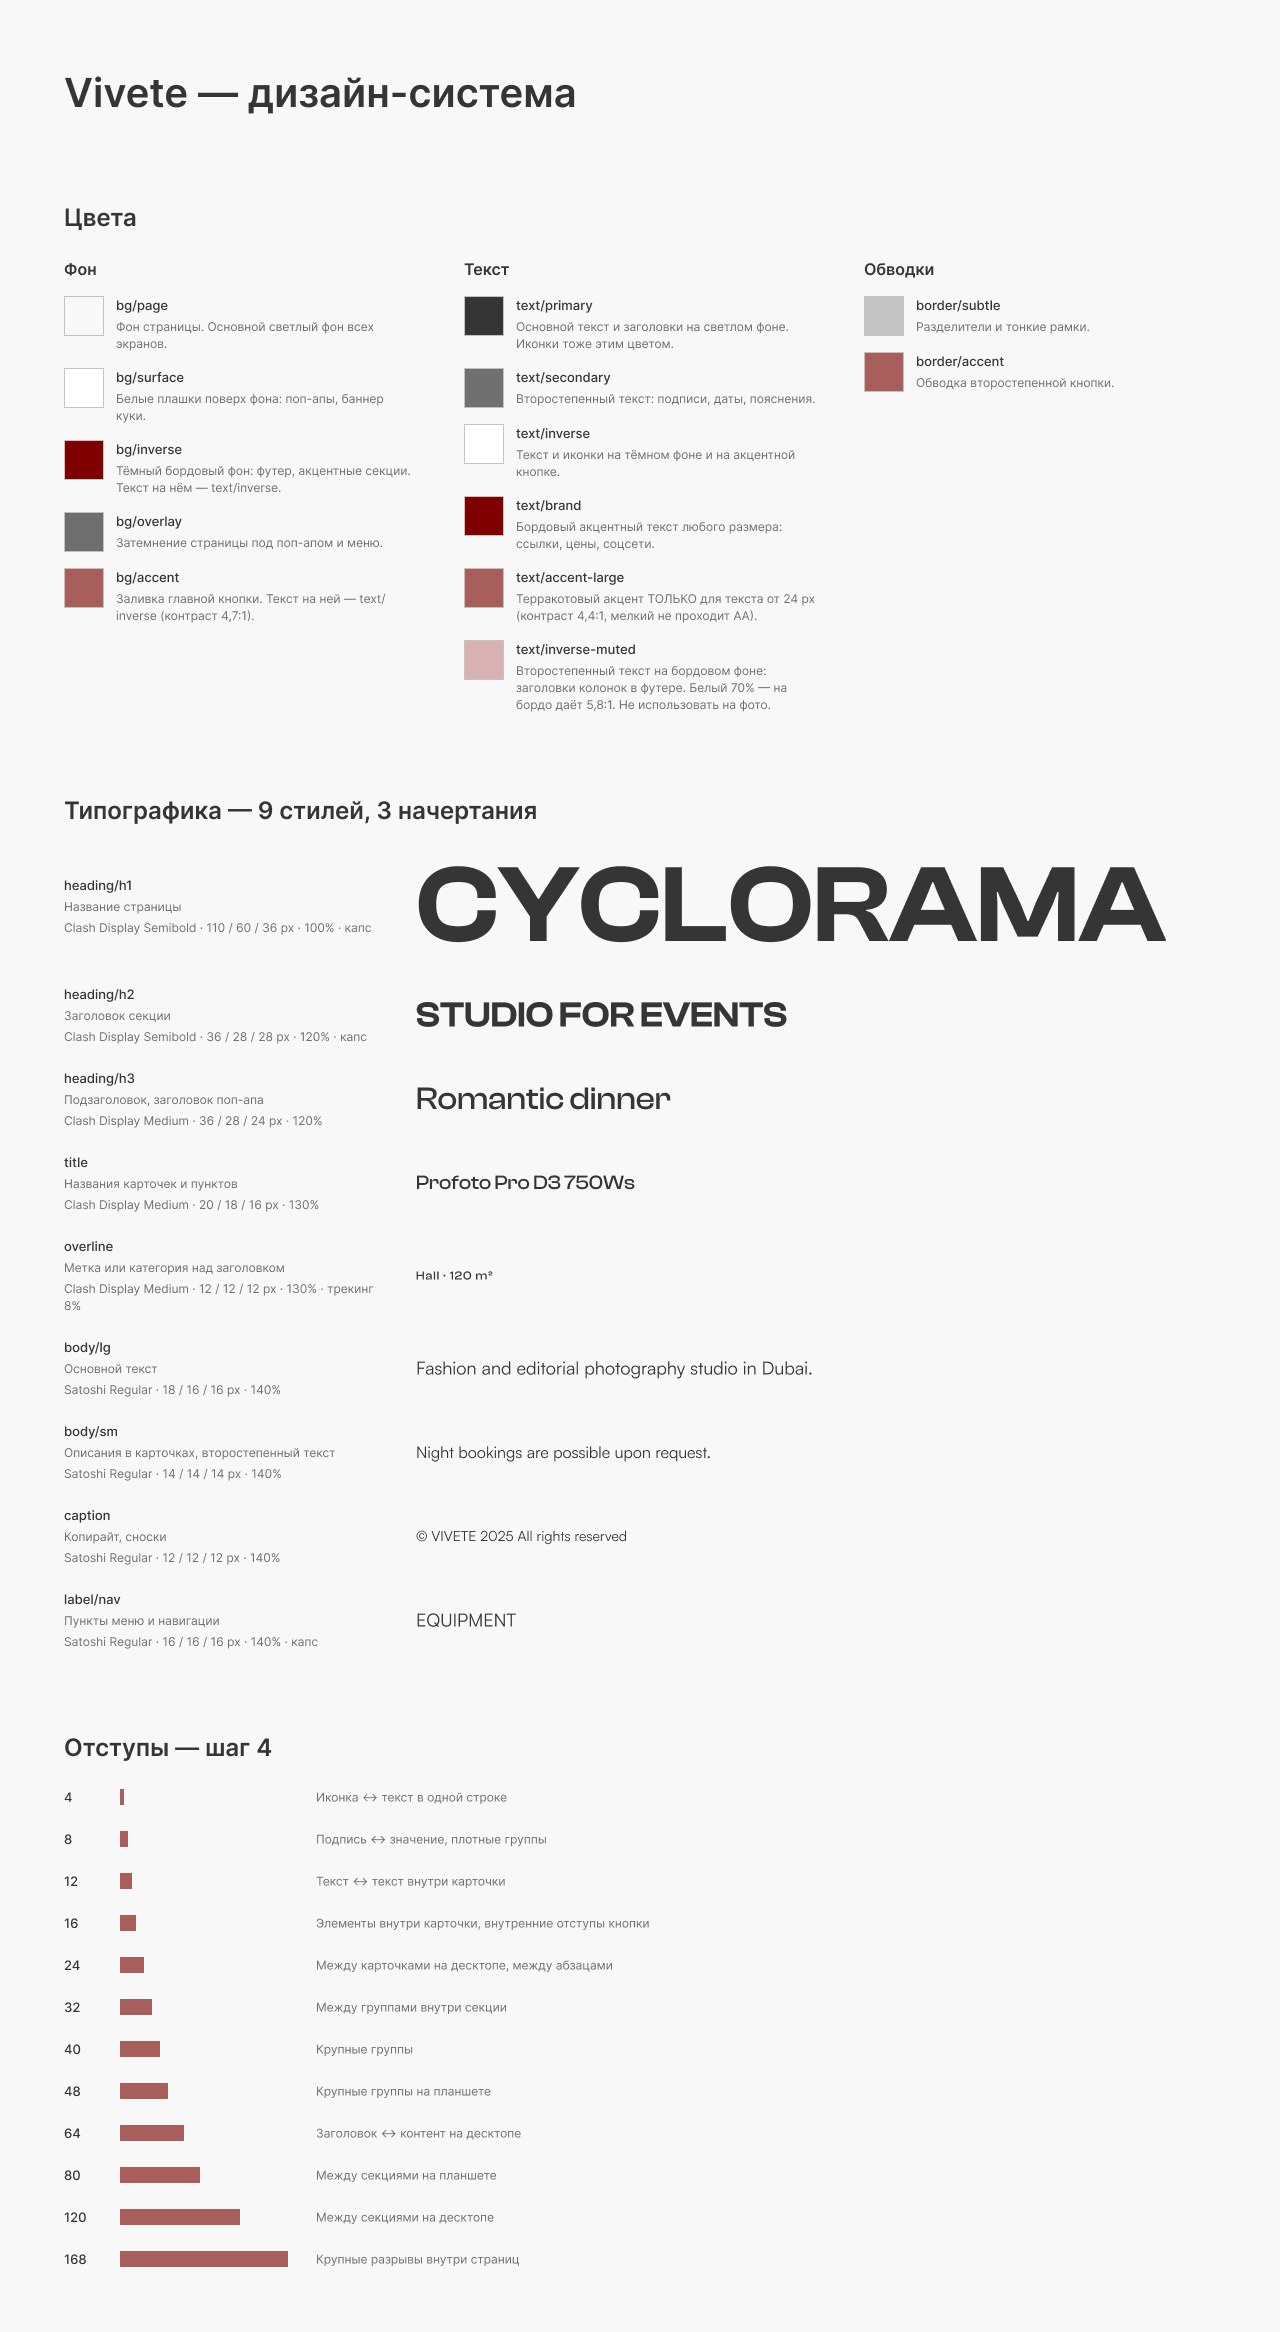 Vivete — дизайн-система
Цвета
Фон
bg/page
Фон страницы. Основной светлый фон всех
экранов.
bg/surface
Белые плашки поверх фона: поп-апы, баннер
куки.
bg/inverse
Тёмный бордовый фон: футер, акцентные секции.
Текст на нём — text/inverse.
bg/overlay
Затемнение страницы под поп-апом и меню.
bg/accent
Заливка главной кнопки. Текст на ней — text/
inverse (контраст 4,7:1).
Текст
text/primary
Основной текст и заголовки на светлом фоне.
Иконки тоже этим цветом.
text/secondary
Второстепенный текст: подписи, даты, пояснения.
text/inverse
Текст и иконки на тёмном фоне и на акцентной
кнопке.
text/brand
Бордовый акцентный текст любого размера:
ссылки, цены, соцсети.
text/accent-large
Терракотовый акцент ТОЛЬКО для текста от 24 px
(контраст 4,4:1, мелкий не проходит AA).
text/inverse-muted
Второстепенный текст на бордовом фоне:
заголовки колонок в футере. Белый 70% — на
бордо даёт 5,8:1. Не использовать на фото.
Обводки
border/subtle
Разделители и тонкие рамки.
border/accent
Обводка второстепенной кнопки.
Типографика — 9 стилей, 3 начертания
heading/h1
Название страницы
Clash Display Semibold · 110 / 60 / 36 px · 100% · капс
CYCLORAMA
heading/h2
Заголовок секции
Clash Display Semibold · 36 / 28 / 28 px · 120% · капс
STUDIO FOR EVENTS
heading/h3
Подзаголовок, заголовок поп-апа
Clash Display Medium · 36 / 28 / 24 px · 120%
Romantic dinner
title
Названия карточек и пунктов
Clash Display Medium · 20 / 18 / 16 px · 130%
Profoto Pro D3 750Ws
overline
Метка или категория над заголовком
Clash Display Medium · 12 / 12 / 12 px · 130% · трекинг
8%
Hall · 120 m²
body/lg
Основной текст
Satoshi Regular · 18 / 16 / 16 px · 140%
Fashion and editorial photography studio in Dubai.
body/sm
Описания в карточках, второстепенный текст
Satoshi Regular · 14 / 14 / 14 px · 140%
Night bookings are possible upon request.
caption
Копирайт, сноски
Satoshi Regular · 12 / 12 / 12 px · 140%
© VIVETE 2025 All rights reserved
label/nav
Пункты меню и навигации
Satoshi Regular · 16 / 16 / 16 px · 140% · капс
EQUIPMENT
Отступы — шаг 4
4 Иконка ↔ текст в одной строке
8 Подпись ↔ значение, плотные группы
12 Текст ↔ текст внутри карточки
16 Элементы внутри карточки, внутренние отступы кнопки
24 Между карточками на десктопе, между абзацами
32 Между группами внутри секции
40 Крупные группы
48 Крупные группы на планшете
64 Заголовок ↔ контент на десктопе
80 Между секциями на планшете
120 Между секциями на десктопе
168 Крупные разрывы внутри страниц